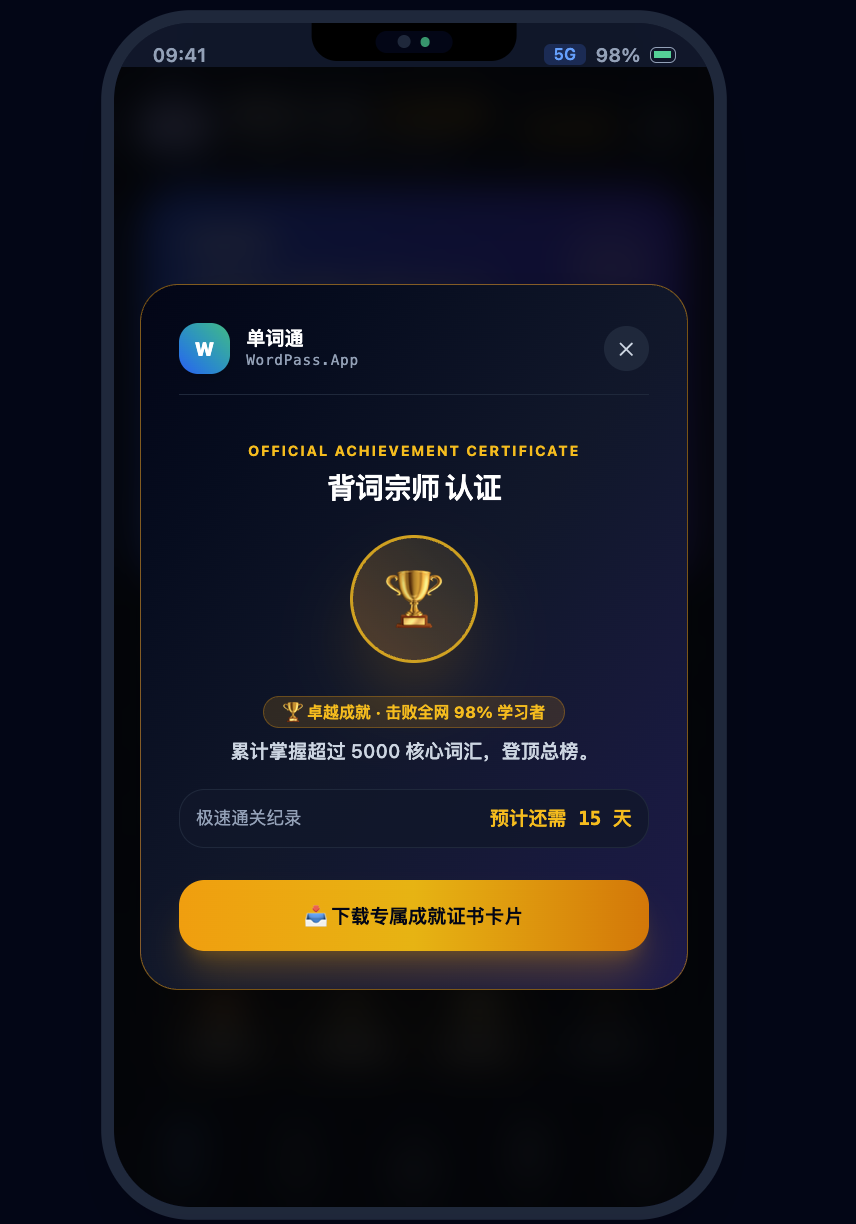 09:41 5G 98%
W 单词通
WordPass.App
OFFICIAL ACHIEVEMENT CERTIFICATE
背词宗师 认证
🏆 卓越成就 · 击败全网 98% 学习者
累计掌握超过 5000 核心词汇，登顶总榜。
极速通关纪录 预计还需 15 天
📤 下载专属成就证书卡片